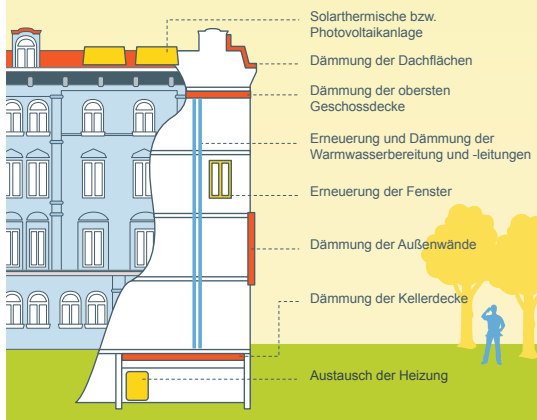 Solarthermische bzw.
Photovoltaikanlage
Dämmung der Dachflächen
Dämmung der obersten
Geschossdecke
Erneuerung und Dämmung der
Warmwasserbereitung und -leitungen
Erneuerung der Fenster
Dämmung der Außenwände
Dämmung der Kellerdecke
Austausch der Heizung